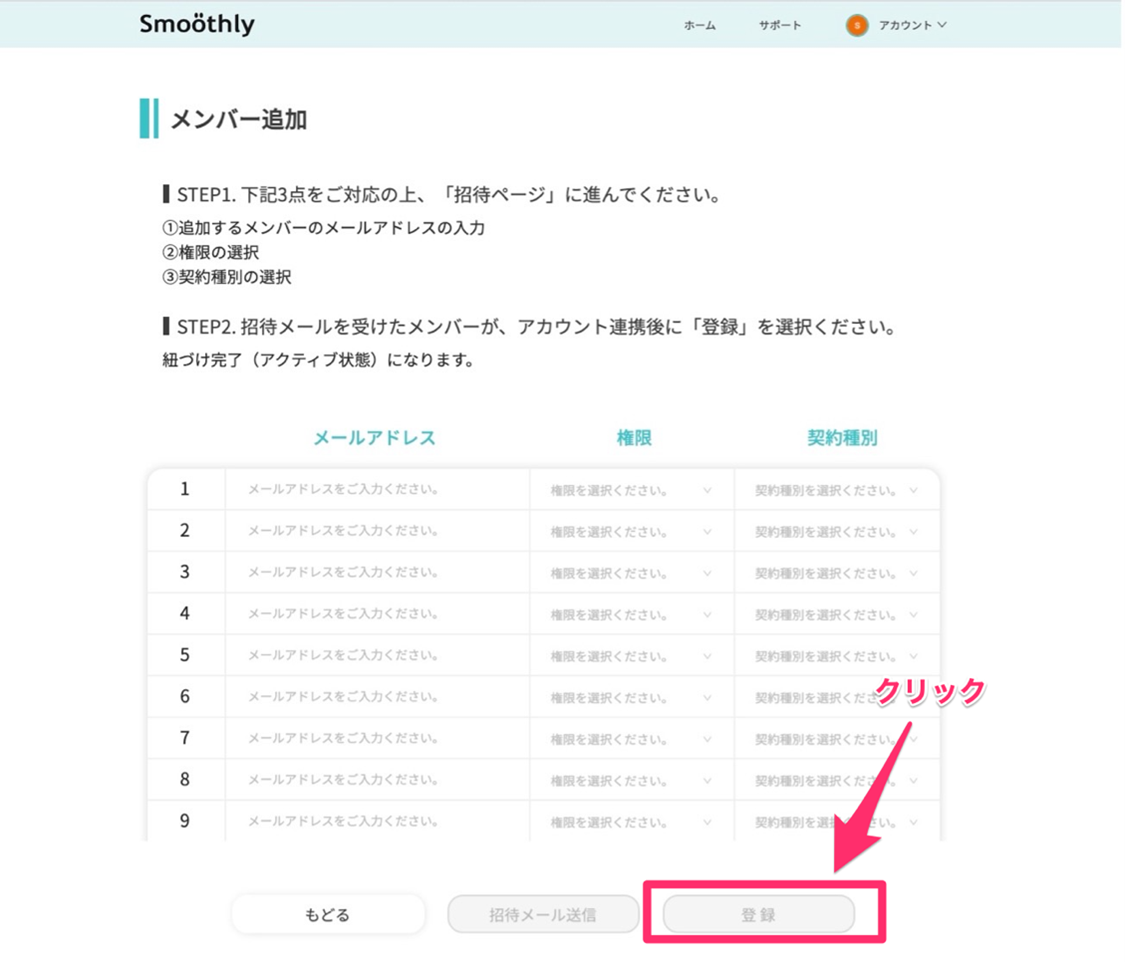 Smoöthly
ホーム サポート S アカウント
メンバー追加
STEP1. 下記3点をご対応の上、「招待ページ」に進んでください。
①追加するメンバーのメールアドレスの入力
②権限の選択
③契約種別の選択
STEP2. 招待メールを受けたメンバーが、アカウント連携後に「登録」を選択ください。
紐づけ完了（アクティブ状態）になります。
メールアドレス 権限 契約種別
1 メールアドレスをご入力ください。 権限を選択ください。 契約種別を選択ください。
2 メールアドレスをご入力ください。 権限を選択ください。 契約種別を選択ください。
3 メールアドレスをご入力ください。 権限を選択ください。 契約種別を選択ください。
4 メールアドレスをご入力ください。 権限を選択ください。 契約種別を選択ください。
5 メールアドレスをご入力ください。 権限を選択ください。 契約種別を選択ください。
6 メールアドレスをご入力ください。 権限を選択ください。 契約種別を選択くださ
クリック
7 メールアドレスをご入力ください。 権限を選択ください。 契約種別を選択ください。
8 メールアドレスをご入力ください。 権限を選択ください。 契約種別を選択くださ。
9 メールアドレスをご入力ください。 権限を選択ください。 契約種別を選さい。
もどる 招待メール送信 登録